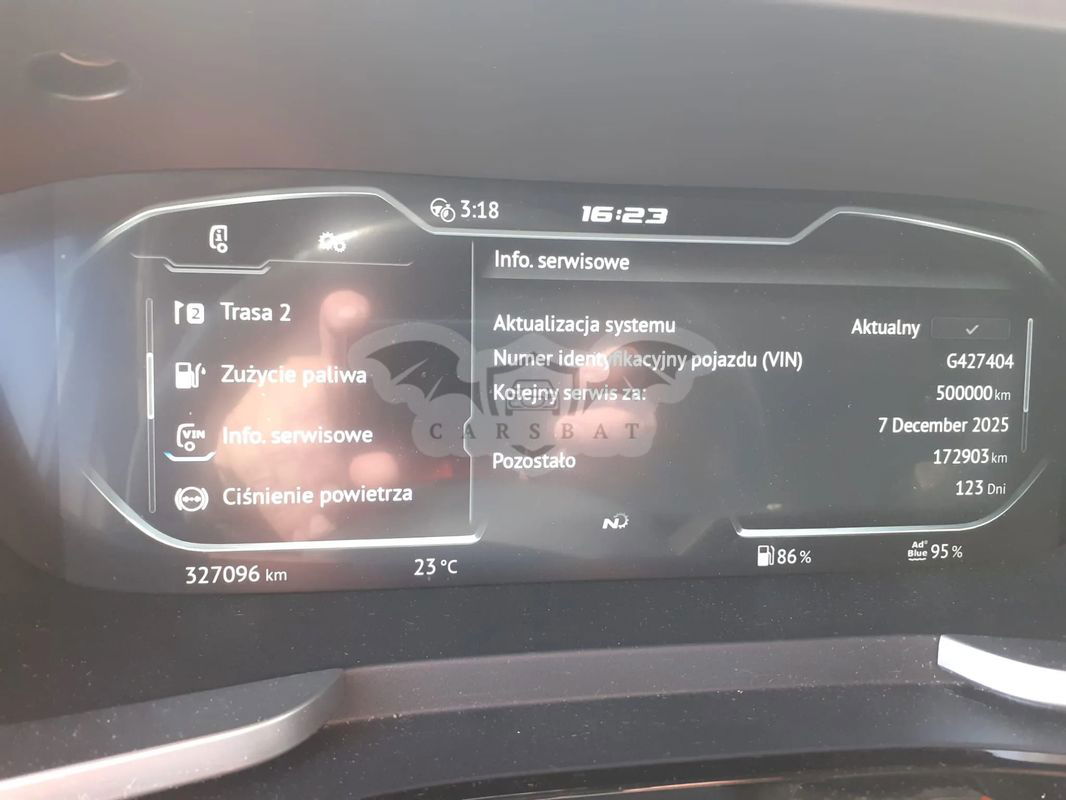 3:18
16:23
Info. serwisowe
2 Trasa 2
Zużycie paliwa
VIN Info. serwisowe
Ciśnienie powietrza
Aktualizacja systemu Aktualny
Numer identyfikacyjny pojazdu (VIN) G427404
Kolejny serwis za: 500000 km
7 December 2025
Pozostało 172903 km
123 Dni
CARSBAT
N
327096 km
23 °C
86 %
Ad Blue 95 %